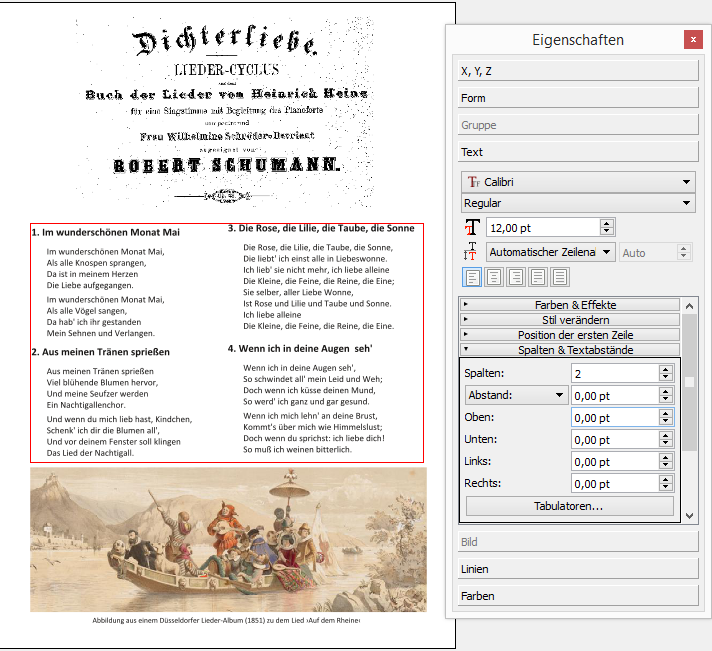 Dichterliebe.
LIEDER-CYCLUS
Buch der Lieder von Heinrich Heine
für eine Singstimme mit Begleitung des Pianoforte
componirt und
Frau Wilhelmine Schröder-Devrient
zugeeignet von
ROBERT SCHUMANN.
1. Im wunderschönen Monat Mai
Im wunderschönen Monat Mai,
Als alle Knospen sprangen,
Da ist in meinem Herzen
Die Liebe aufgegangen.
Im wunderschönen Monat Mai,
Als alle Vögel sangen,
Da hab' ich ihr gestanden
Mein Sehnen und Verlangen.
2. Aus meinen Tränen sprießen
Aus meinen Tränen sprießen
Viel blühende Blumen hervor,
Und meine Seufzer werden
Ein Nachtigallenchor.
Und wenn du mich lieb hast, Kindchen,
Schenk' ich dir die Blumen all',
Und vor deinem Fenster soll klingen
Das Lied der Nachtigall.
3. Die Rose, die Lilie, die Taube, die Sonne
Die Rose, die Lilie, die Taube, die Sonne,
Die liebt' ich einst alle in Liebeswonne.
Ich lieb' sie nicht mehr, ich liebe alleine
Die Kleine, die Feine, die Reine, die Eine;
Sie selber, aller Liebe Wonne,
Ist Rose und Lilie und Taube und Sonne.
Ich liebe alleine
Die Kleine, die Feine, die Reine, die Eine.
4. Wenn ich in deine Augen seh'
Wenn ich in deine Augen seh',
So schwindet all' mein Leid und Weh;
Doch wenn ich küsse deinen Mund,
So werd' ich ganz und gar gesund.
Wenn ich mich lehn' an deine Brust,
Kommt's über mich wie Himmelslust;
Doch wenn du sprichst: ich liebe dich!
So muß ich weinen bitterlich.
Abbildung aus einem Düsseldorfer Lieder-Album (1851) zu dem Lied ›Auf dem Rheine‹
Eigenschaften
x
X, Y, Z
Form
Gruppe
Text
Calibri
Regular
12,00 pt
Automatischer Zeilenal
Auto
Farben & Effekte
Stil verändern
Position der ersten Zeile
Spalten & Textabstände
Spalten: 2
Abstand: 0,00 pt
Oben: 0,00 pt
Unten: 0,00 pt
Links: 0,00 pt
Rechts: 0,00 pt
Tabulatoren...
Bild
Linien
Farben